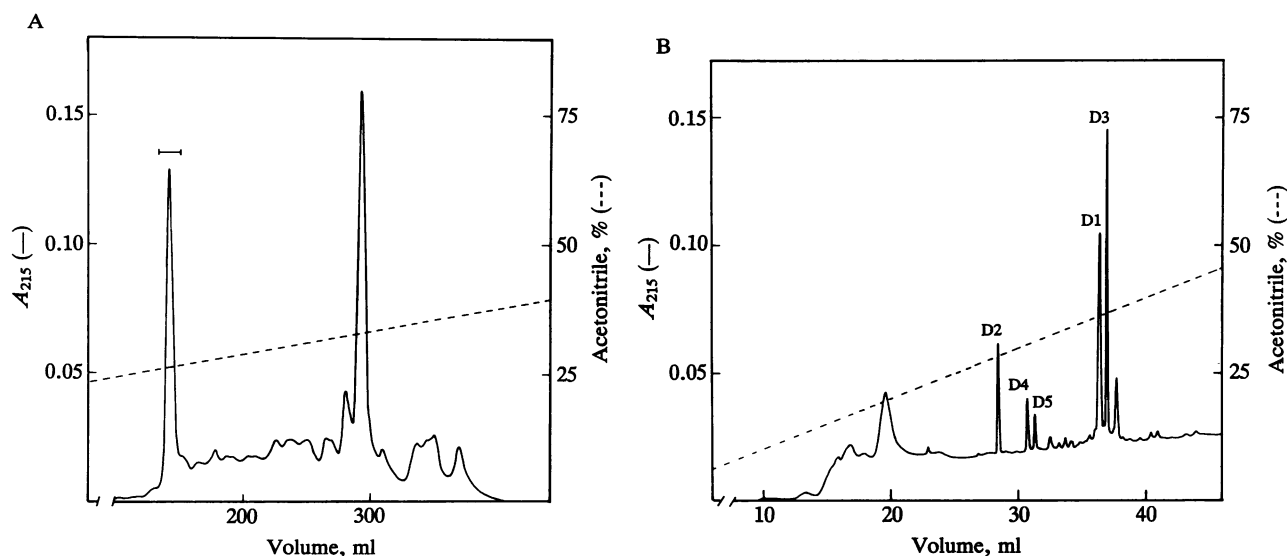 A
0.15
0.10
0.05
A215 (—)
75
50
25
Acetonitrile, % (---)
200
300
Volume, ml
B
0.15
0.10
0.05
A215 (—)
D2
D4
D5
D1
D3
75
50
25
Acetonitrile, % (---)
10
20
30
40
Volume, ml